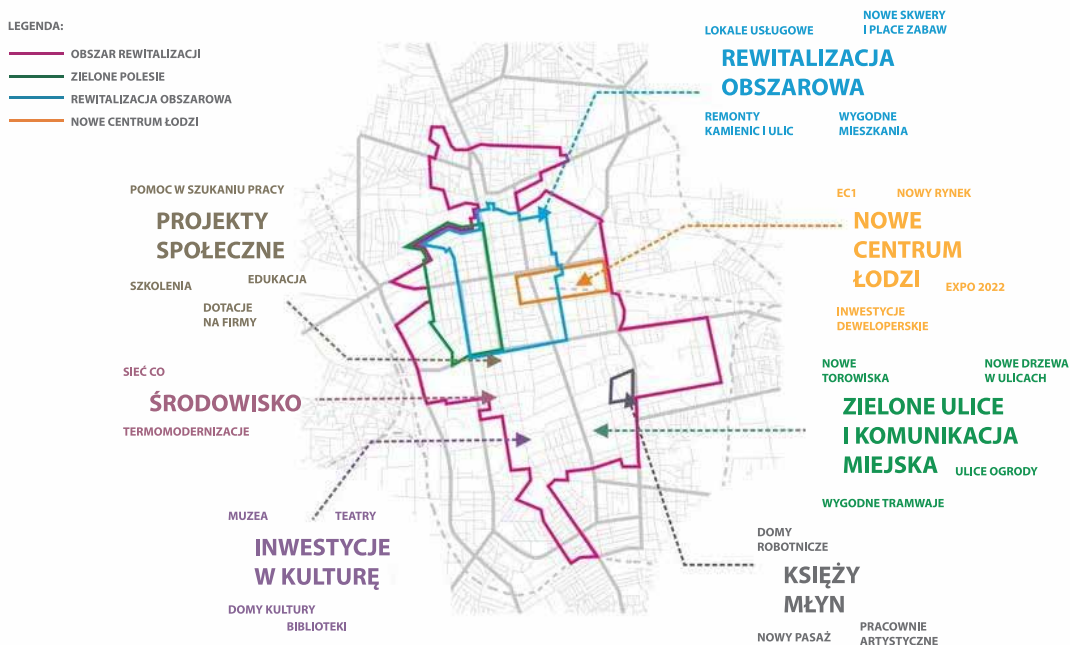 LEGENDA:
OBSZAR REWITALIZACJI
ZIELONE POLESIE
REWITALIZACJA OBSZAROWA
NOWE CENTRUM ŁODZI
LOKALE USŁUGOWE
NOWE SKWERY
I PLACE ZABAW
REWITALIZACJA
OBSZAROWA
REMONTY
KAMIENIC I ULIC
WYGODNE
MIESZKANIA
POMOC W SZUKANIU PRACY
PROJEKTY
SPOŁECZNE
SZKOLENIA
EDUKACJA
DOTACJE
NA FIRMY
EC1
NOWY RYNEK
NOWE
CENTRUM
ŁODZI
EXPO 2022
INWESTYCJE
DEWELOPERSKIE
SIEĆ CO
ŚRODOWISKO
TERMOMODERNIZACJE
NOWE
TOROWISKA
NOWE DRZEWA
W ULICACH
ZIELONE ULICE
I KOMUNIKACJA
MIEJSKA
ULICE OGRODY
WYGODNE TRAMWAJE
MUZEA
TEATRY
INWESTYCJE
W KULTURĘ
DOMY KULTURY
BIBLIOTEKI
DOMY
ROBOTNICZE
KSIĘŻY
MŁYN
NOWY PASAŻ
PRACOWNIE
ARTYSTYCZNE